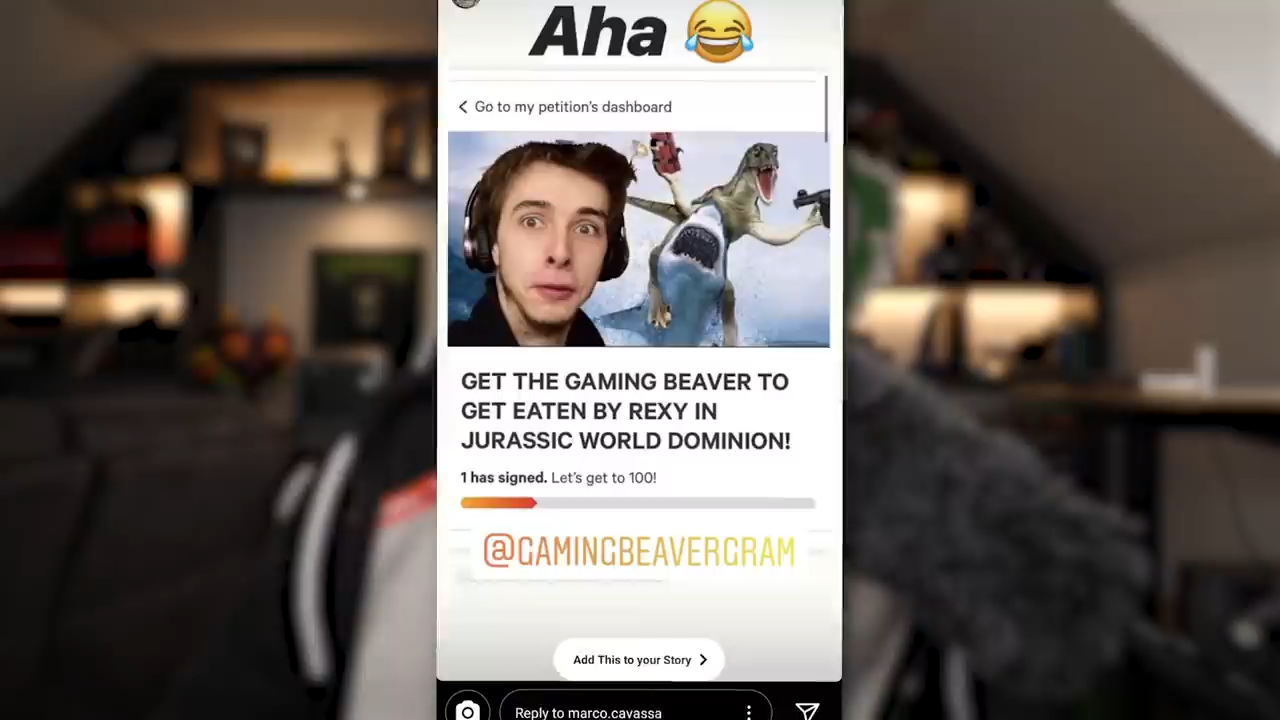 Aha 😂
Go to my petition's dashboard
GET THE GAMING BEAVER TO
GET EATEN BY REXY IN
JURASSIC WORLD DOMINION!
1 has signed. Let's get to 100!
@GAMINGBEAVERGRAM
Add This to your Story
Reply to marco.cavassa